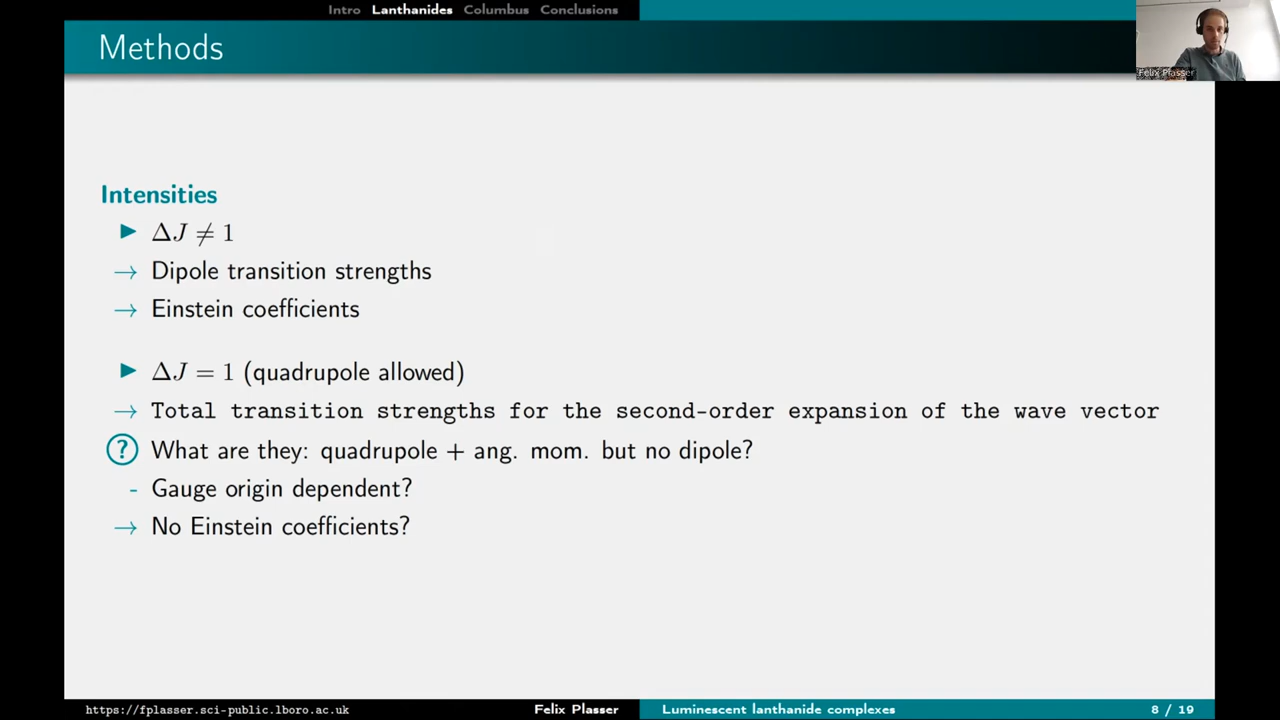 Intro Lanthanides Columbus Conclusions
Methods
Felix Plasser
Intensities
▶ ΔJ ≠ 1
→ Dipole transition strengths
→ Einstein coefficients
▶ ΔJ = 1 (quadrupole allowed)
→ Total transition strengths for the second-order expansion of the wave vector
? What are they: quadrupole + ang. mom. but no dipole?
- Gauge origin dependent?
→ No Einstein coefficients?
https://fplasser.sci-public.lboro.ac.uk Felix Plasser Luminescent lanthanide complexes 8 / 19